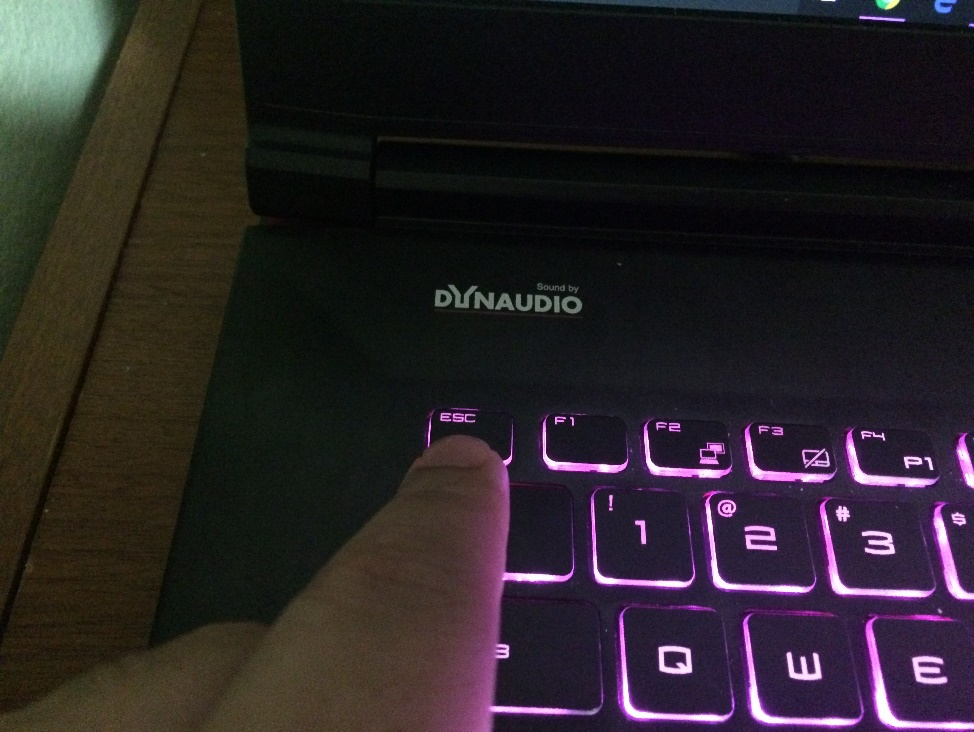 Sound by
DYNAUDIO
ESC F1 F2 F3 F4 P1
! 1 @ 2 # 3 $
B Q W E